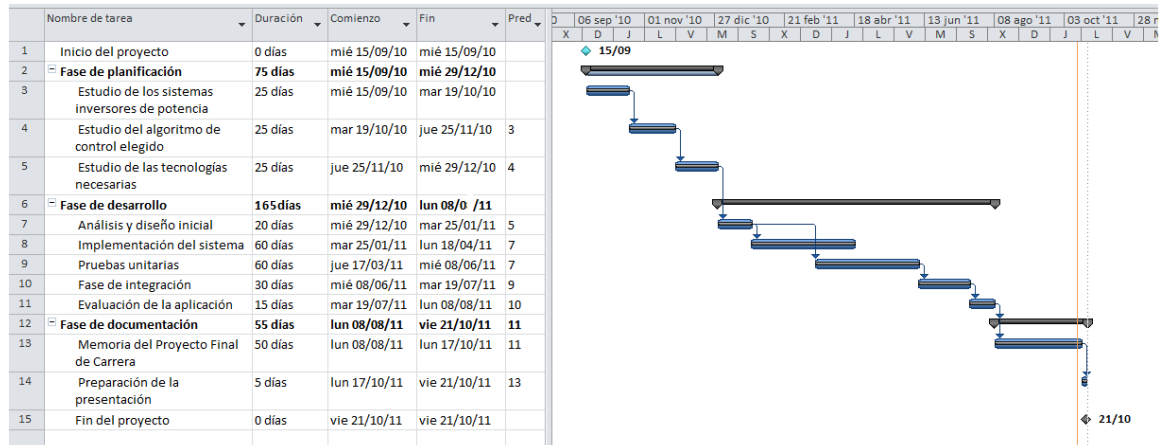 Nombre de tarea Duración Comienzo Fin Pred 0 06 sep '10 01 nov '10 27 dic '10 21 feb '11 18 abr '11 13 jun '11 08 ago '11 03 oct '11 28 n
X D J L V M S X D J L V M S X D J L V M
1 Inicio del proyecto 0 días mié 15/09/10 mié 15/09/10 15/09
2 Fase de planificación 75 días mié 15/09/10 mié 29/12/10
3 Estudio de los sistemas 25 días mié 15/09/10 mar 19/10/10
inversores de potencia
4 Estudio del algoritmo de 25 días mar 19/10/10 jue 25/11/10 3
control elegido
5 Estudio de las tecnologías 25 días jue 25/11/10 mié 29/12/10 4
necesarias
6 Fase de desarrollo 165días mié 29/12/10 lun 08/0 /11
7 Análisis y diseño inicial 20 días mié 29/12/10 mar 25/01/11 5
8 Implementación del sistema 60 días mar 25/01/11 lun 18/04/11 7
9 Pruebas unitarias 60 días jue 17/03/11 mié 08/06/11 7
10 Fase de integración 30 días mié 08/06/11 mar 19/07/11 9
11 Evaluación de la aplicación 15 días mar 19/07/11 lun 08/08/11 10
12 Fase de documentación 55 días lun 08/08/11 vie 21/10/11 11
13 Memoria del Proyecto Final 50 días lun 08/08/11 lun 17/10/11 11
de Carrera
14 Preparación de la 5 días lun 17/10/11 vie 21/10/11 13
presentación
15 Fin del proyecto 0 días vie 21/10/11 vie 21/10/11 21/10